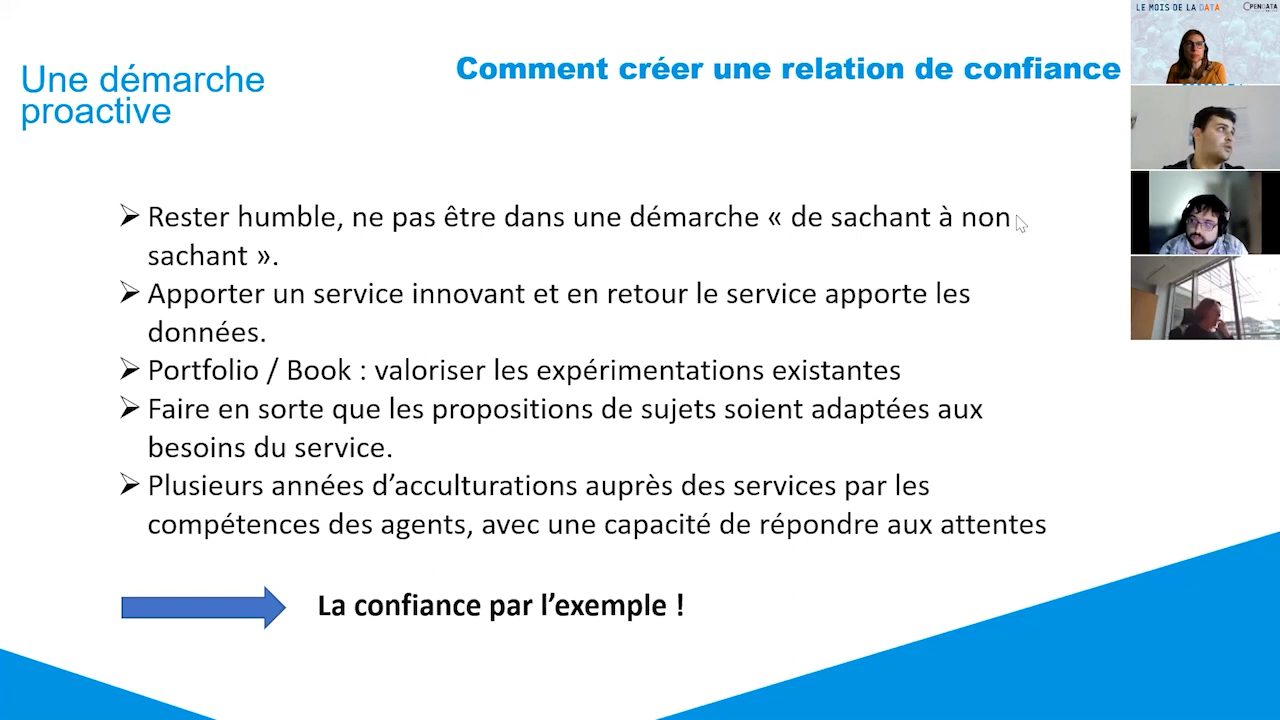 LE MOIS DE LA DATA
OPENDATA
Une démarche
proactive
Comment créer une relation de confiance
➢ Rester humble, ne pas être dans une démarche « de sachant à non
sachant ».
➢ Apporter un service innovant et en retour le service apporte les
données.
➢ Portfolio / Book : valoriser les expérimentations existantes
➢ Faire en sorte que les propositions de sujets soient adaptées aux
besoins du service.
➢ Plusieurs années d’acculturations auprès des services par les
compétences des agents, avec une capacité de répondre aux attentes
La confiance par l’exemple !